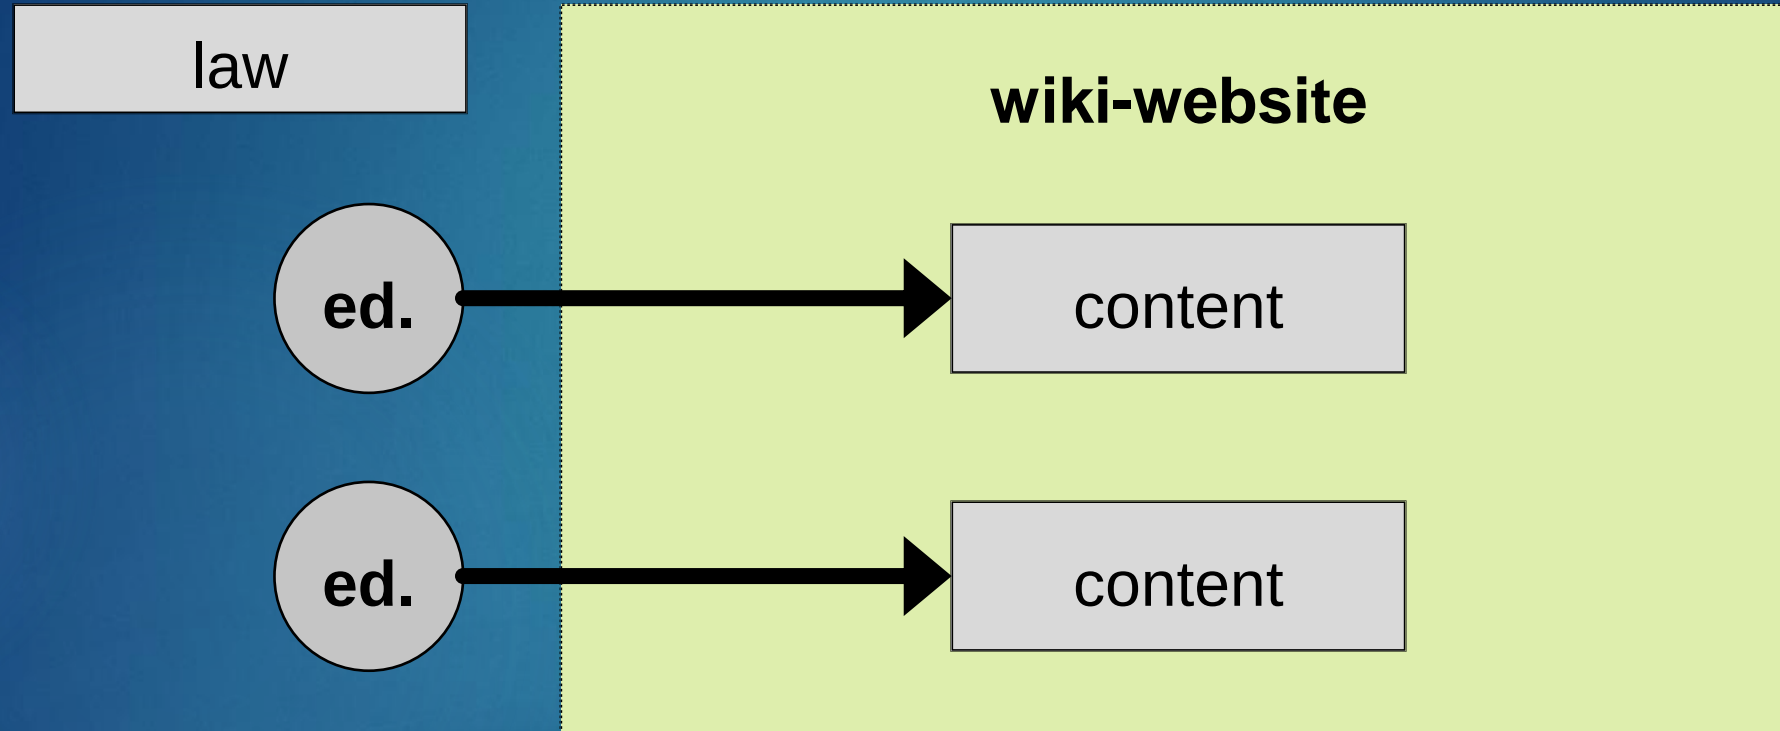 law
wiki-website
ed.
content
ed.
content